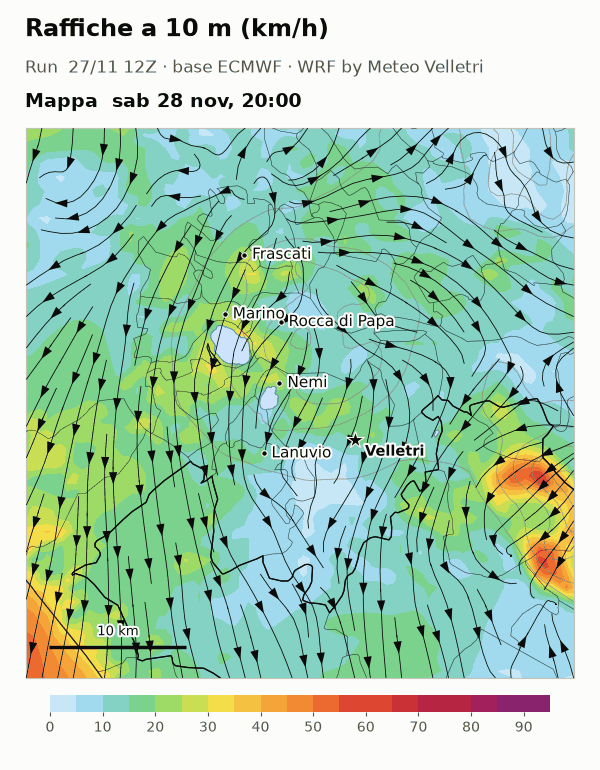 Raffiche a 10 m (km/h)
Run 27/11 12Z · base ECMWF · WRF by Meteo Velletri
Mappa sab 28 nov, 20:00
Frascati
Marino
Rocca di Papa
Nemi
Velletri
Lanuvio
10 km
0 10 20 30 40 50 60 70 80 90